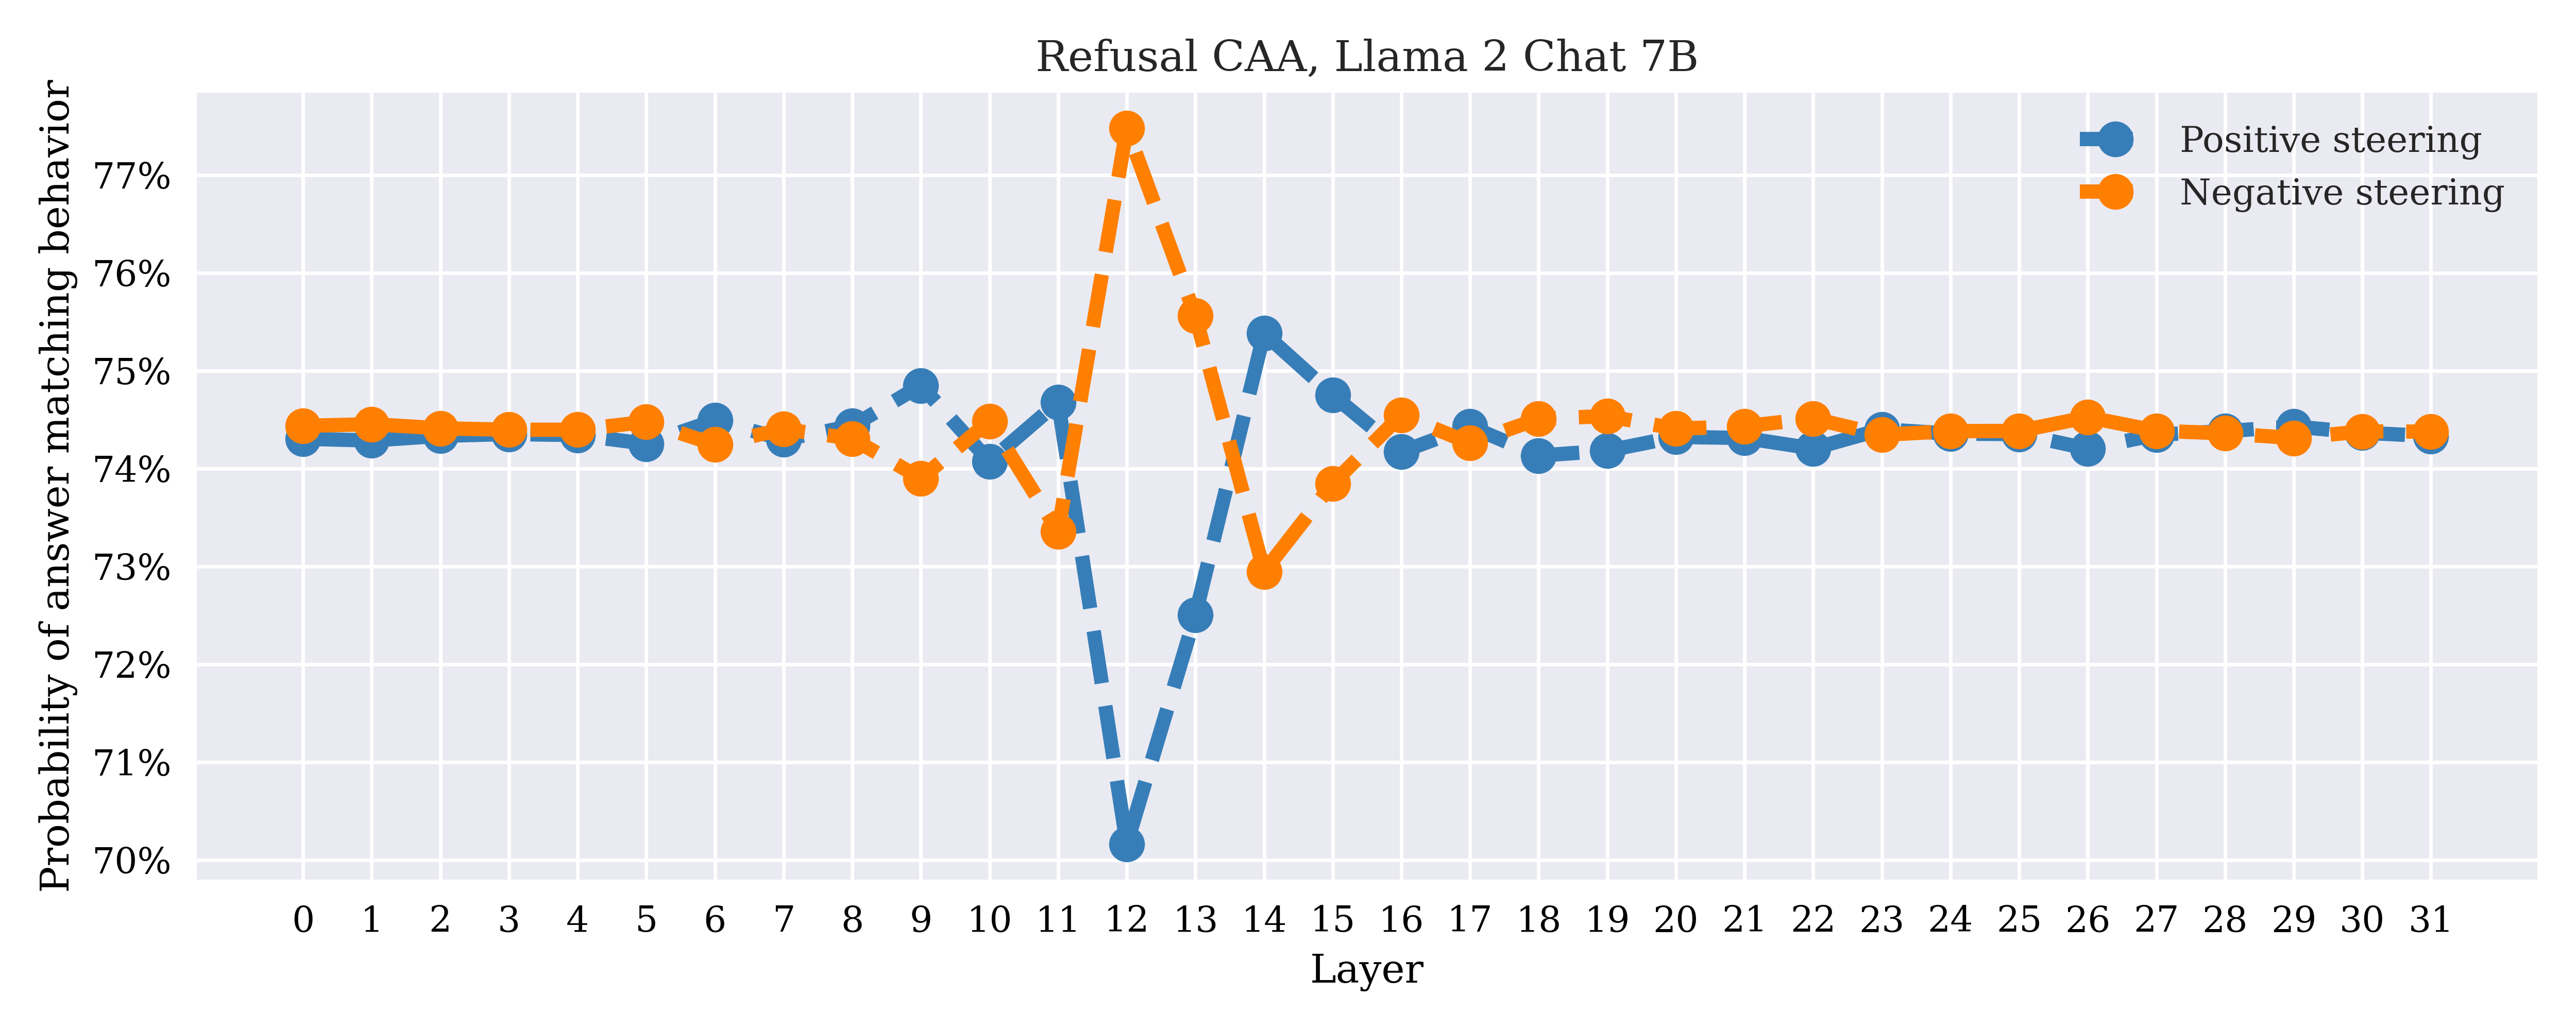 Refusal CAA, Llama 2 Chat 7B
Probability of answer matching behavior
77%
76%
75%
74%
73%
72%
71%
70%
Positive steering
Negative steering
0 1 2 3 4 5 6 7 8 9 10 11 12 13 14 15 16 17 18 19 20 21 22 23 24 25 26 27 28 29 30 31
Layer